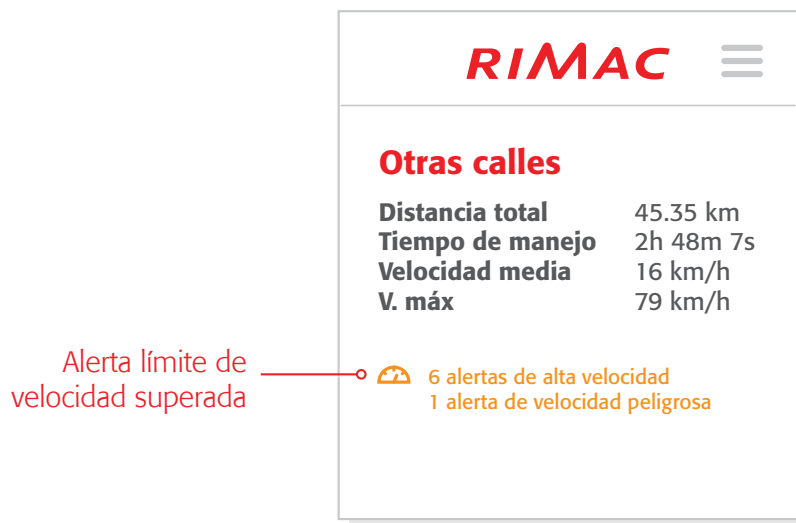 RIMAC
Otras calles
Distancia total 45.35 km
Tiempo de manejo 2h 48m 7s
Velocidad media 16 km/h
V. máx 79 km/h
Alerta límite de
velocidad superada
6 alertas de alta velocidad
1 alerta de velocidad peligrosa